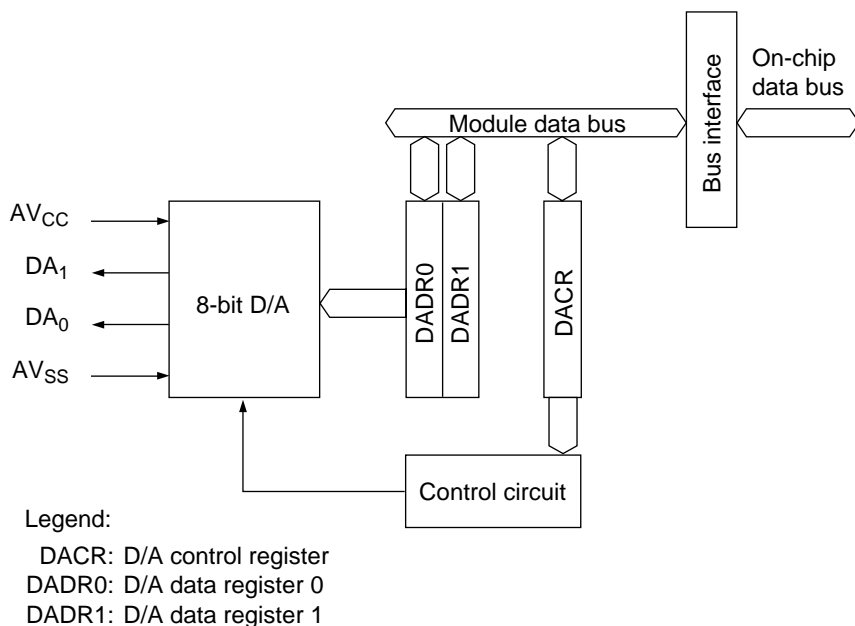 On-chip
data bus
Bus interface
Module data bus
AVCC
DA1
DA0
AVSS
8-bit D/A
DADR0
DADR1
DACR
Control circuit
Legend:
DACR: D/A control register
DADR0: D/A data register 0
DADR1: D/A data register 1